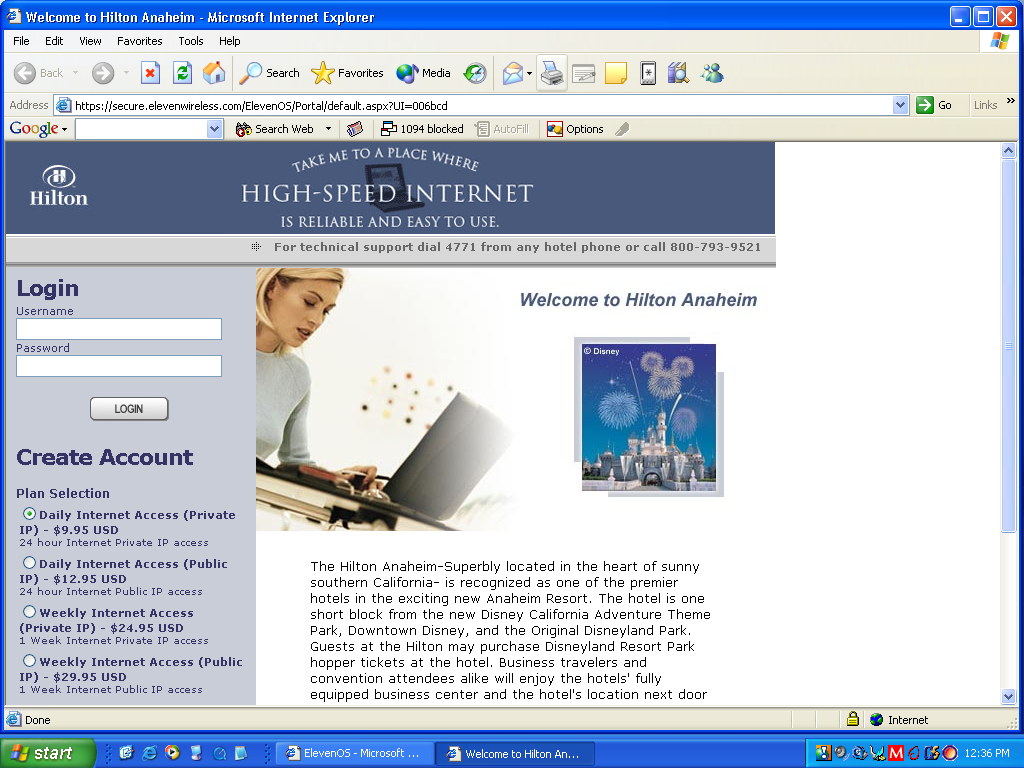 Welcome to Hilton Anaheim - Microsoft Internet Explorer
File Edit View Favorites Tools Help
Back Search Favorites Media
Address https://secure.elevenwireless.com/ElevenOS/Portal/default.aspx?UI=006bcd Go Links »
Google Search Web 1094 blocked AutoFill Options
Hilton
TAKE ME TO A PLACE WHERE
HIGH-SPEED INTERNET
IS RELIABLE AND EASY TO USE.
For technical support dial 4771 from any hotel phone or call 800-793-9521
Login
Username
Password
LOGIN
Create Account
Plan Selection
Daily Internet Access (Private
IP) - $9.95 USD
24 hour Internet Private IP access
Daily Internet Access (Public
IP) - $12.95 USD
24 hour Internet Public IP access
Weekly Internet Access
(Private IP) - $24.95 USD
1 Week Internet Private IP access
Weekly Internet Access (Public
IP) - $29.95 USD
1 Week Internet Public IP access
Welcome to Hilton Anaheim
© Disney
The Hilton Anaheim-Superbly located in the heart of sunny
southern California- is recognized as one of the premier
hotels in the exciting new Anaheim Resort. The hotel is one
short block from the new Disney California Adventure Theme
Park, Downtown Disney, and the Original Disneyland Park.
Guests at the Hilton may purchase Disneyland Resort Park
hopper tickets at the hotel. Business travelers and
convention attendees alike will enjoy the hotels' fully
equipped business center and the hotel's location next door
Done Internet
start ElevenOS - Microsoft ... Welcome to Hilton An... 12:36 PM